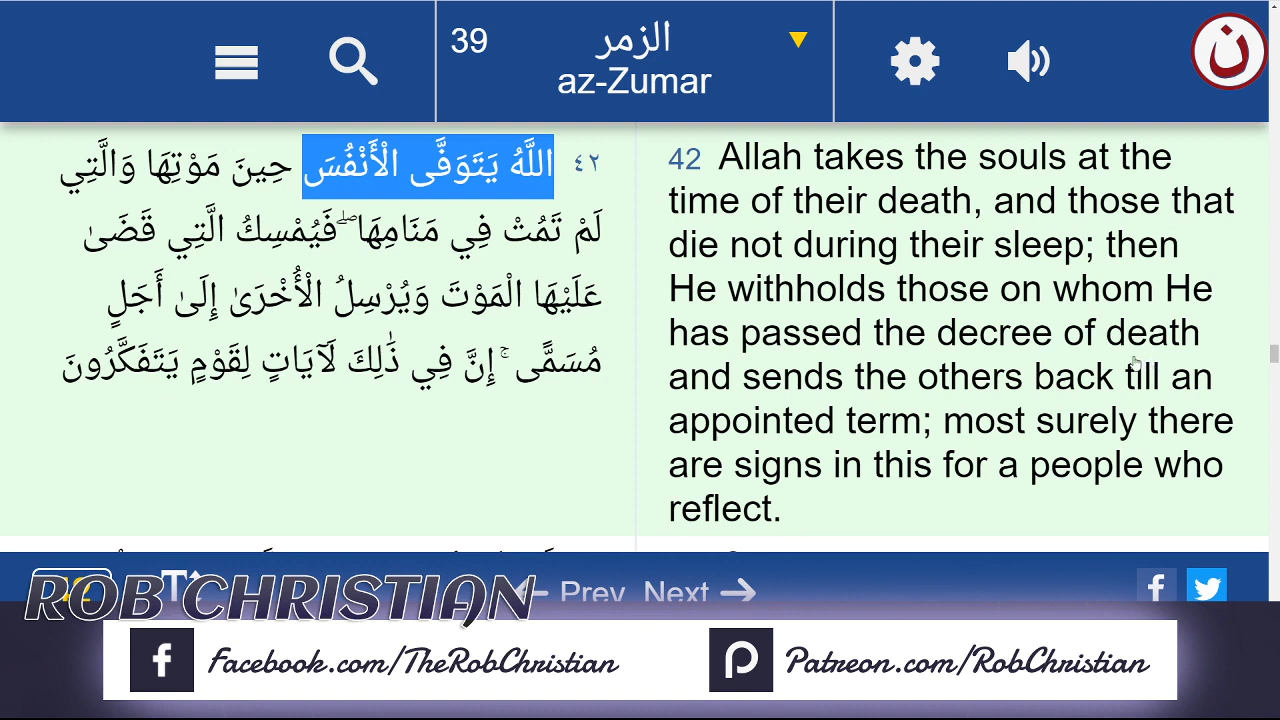 39
الزمر
az-Zumar
ن
٤٢ اللَّهُ يَتَوَفَّى الْأَنْفُسَ حِينَ مَوْتِهَا وَالَّتِي
لَمْ تَمُتْ فِي مَنَامِهَا ۖ فَيُمْسِكُ الَّتِي قَضَىٰ
عَلَيْهَا الْمَوْتَ وَيُرْسِلُ الْأُخْرَىٰ إِلَىٰ أَجَلٍ
مُسَمًّى ۚ إِنَّ فِي ذَٰلِكَ لَآيَاتٍ لِقَوْمٍ يَتَفَكَّرُونَ
42 Allah takes the souls at the
time of their death, and those that
die not during their sleep; then
He withholds those on whom He
has passed the decree of death
and sends the others back till an
appointed term; most surely there
are signs in this for a people who
reflect.
Prev Next
ROB CHRISTIAN
Facebook.com/TheRobChristian
Patreon.com/RobChristian